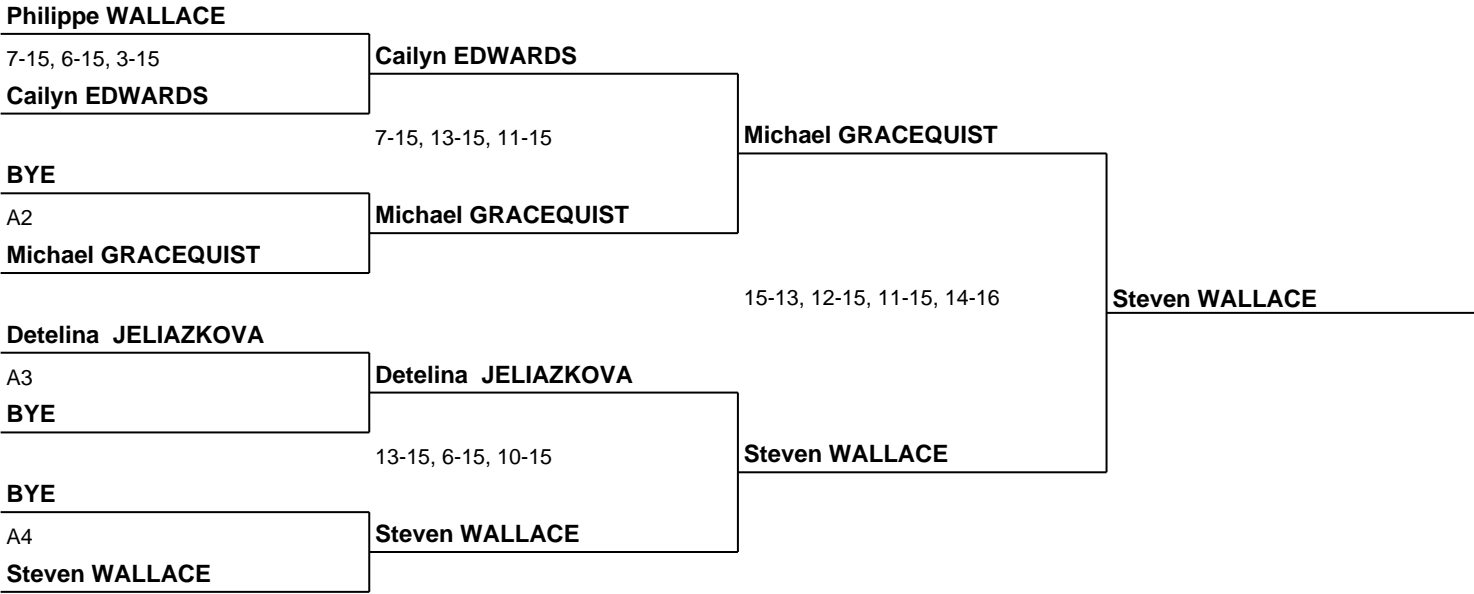 Philippe WALLACE
7-15, 6-15, 3-15
Cailyn EDWARDS
Cailyn EDWARDS
7-15, 13-15, 11-15
Michael GRACEQUIST
BYE
A2
Michael GRACEQUIST
Michael GRACEQUIST
15-13, 12-15, 11-15, 14-16
Steven WALLACE
Detelina  JELIAZKOVA
A3
Detelina  JELIAZKOVA
BYE
13-15, 6-15, 10-15
Steven WALLACE
BYE
A4
Steven WALLACE
Steven WALLACE